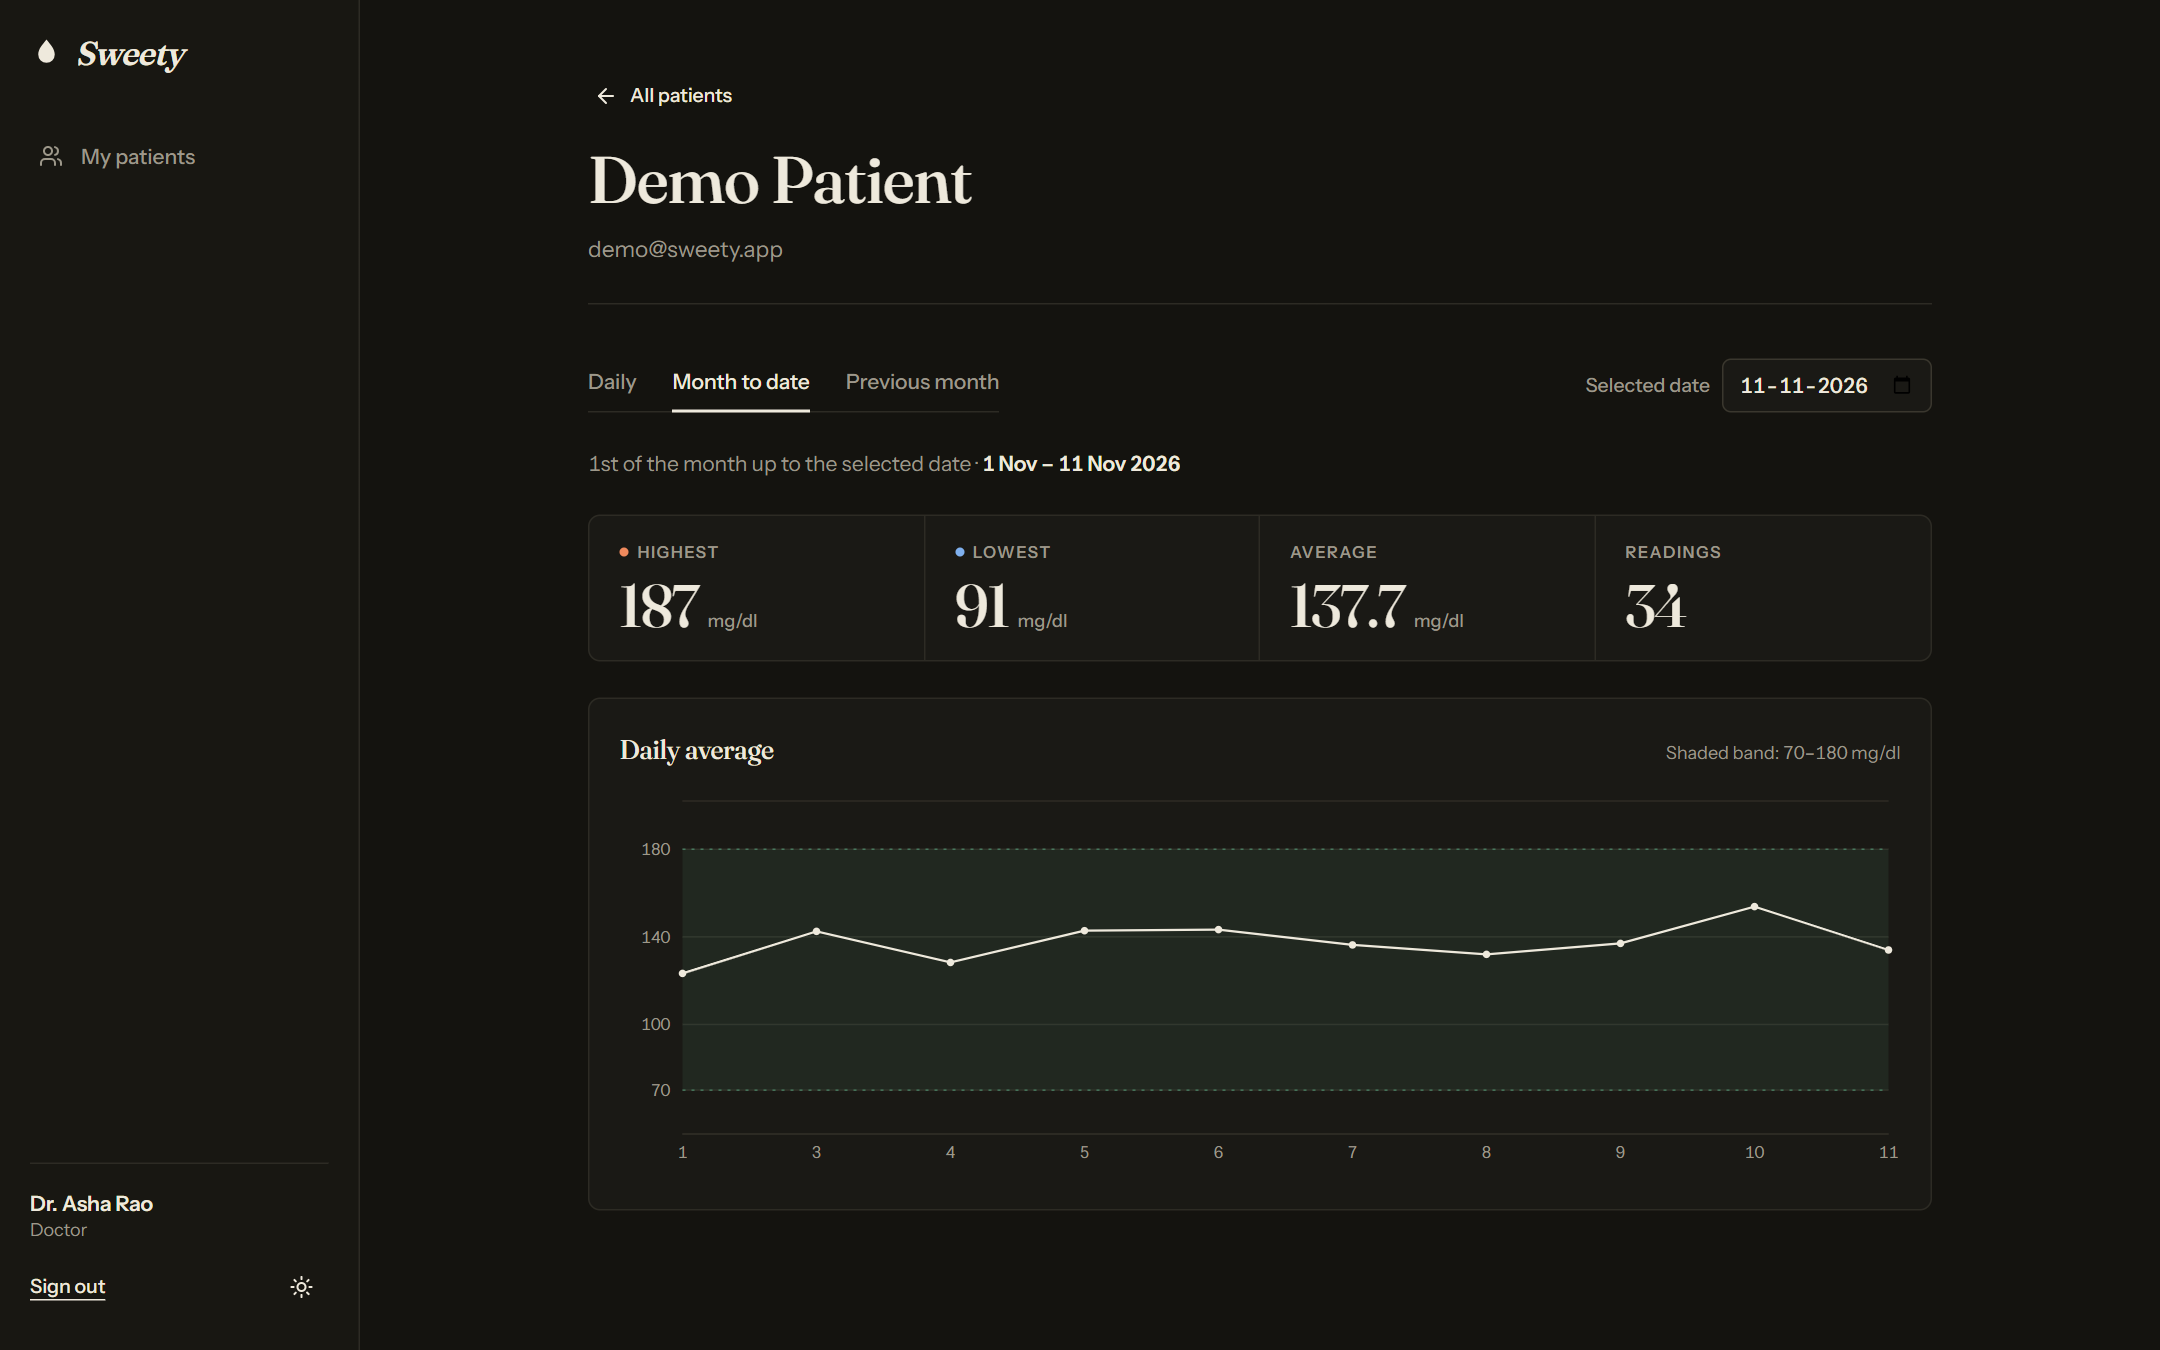 Sweety
My patients
All patients
Demo Patient
demo@sweety.app
Daily Month to date Previous month
Selected date 11-11-2026
1st of the month up to the selected date · 1 Nov – 11 Nov 2026
HIGHEST LOWEST AVERAGE READINGS
187 mg/dl 91 mg/dl 137.7 mg/dl 34
Daily average Shaded band: 70–180 mg/dl
180
140
100
70
1 3 4 5 6 7 8 9 10 11
Dr. Asha Rao
Doctor
Sign out